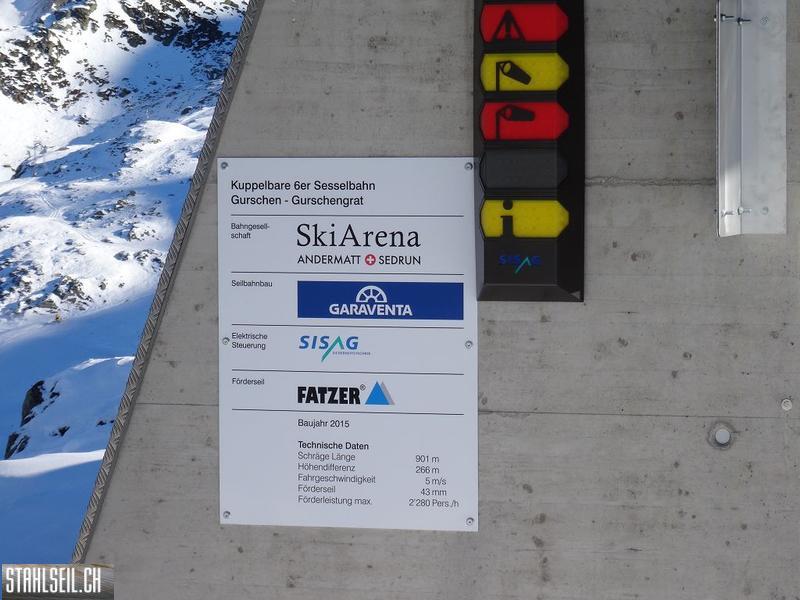 Kuppelbare 6er Sesselbahn
Gurschen - Gurschengrat
Bahngesell-
schaft
SkiArena
ANDERMATT SEDRUN
Seilbahnbau
GARAVENTA
Elektrische
Steuerung
SISAG
Förderseil
FATZER®
Baujahr 2015
Technische Daten
Schräge Länge 901 m
Höhendifferenz 266 m
Fahrgeschwindigkeit 5 m/s
Förderseil 43 mm
Förderleistung max. 2'280 Pers./h
i
SISAG
STAHLSEIL.CH